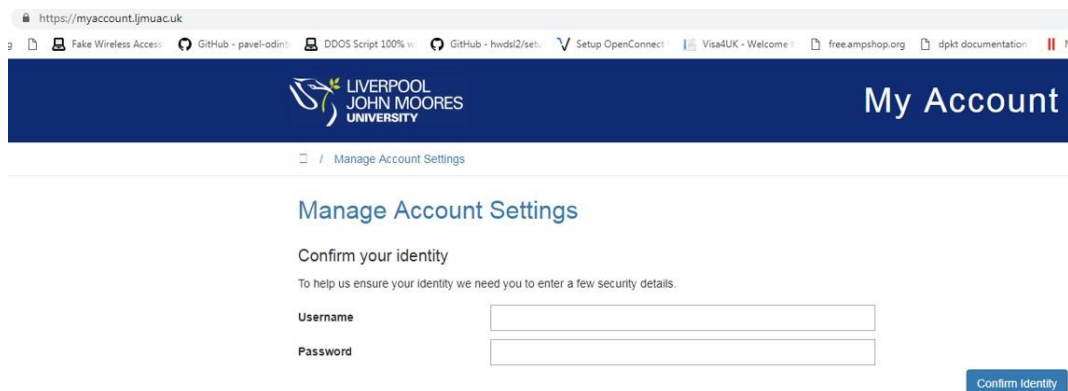 https://myaccount.ljmuac.uk
Fake Wireless Access GitHub - pavel-odint DDOS Script 100% w GitHub - hwdsl2/setu Setup OpenConnect Visa4UK - Welcome t free.ampshop.org dpkt documentation
LIVERPOOL
JOHN MOORES
UNIVERSITY
My Account
/ Manage Account Settings
Manage Account Settings
Confirm your identity
To help us ensure your identity we need you to enter a few security details.
Username
Password
Confirm Identity